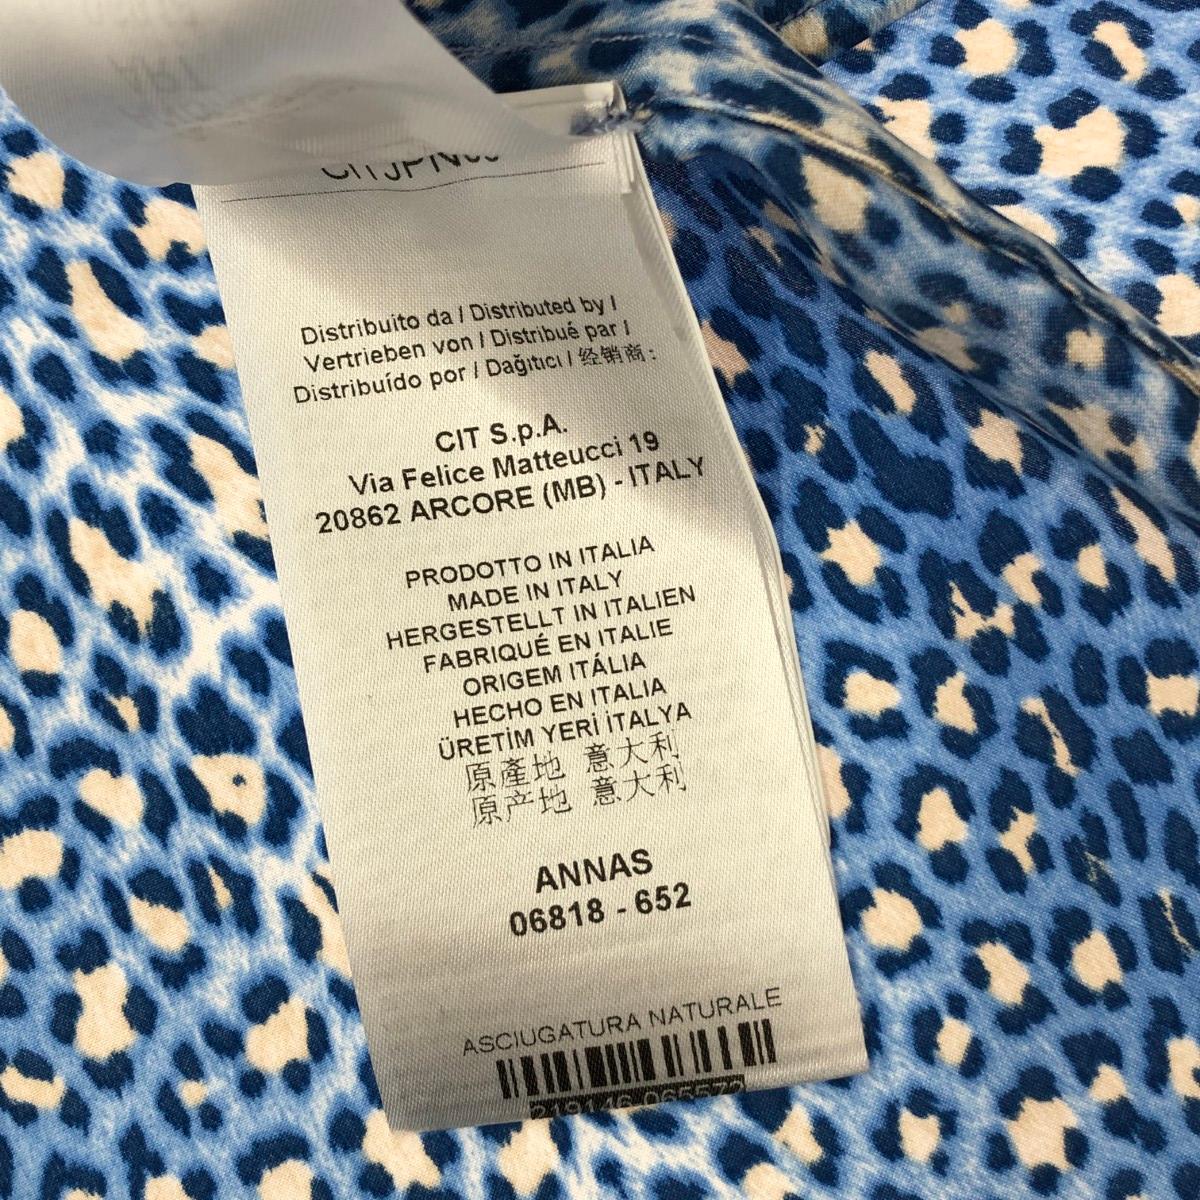 Distribuito da / Distributed by /
Vertrieben von / Distribué par /
Distribuído por / Dağıtıcı / 经销商:
CIT S.p.A.
Via Felice Matteucci 19
20862 ARCORE (MB) - ITALY
PRODOTTO IN ITALIA
MADE IN ITALY
HERGESTELLT IN ITALIEN
FABRIQUÉ EN ITALIE
ORIGEM ITÁLIA
HECHO EN ITALIA
ÜRETİM YERİ İTALYA
原產地 意大利
原产地 意大利
ANNAS
06818 - 652
ASCIUGATURA NATURALE